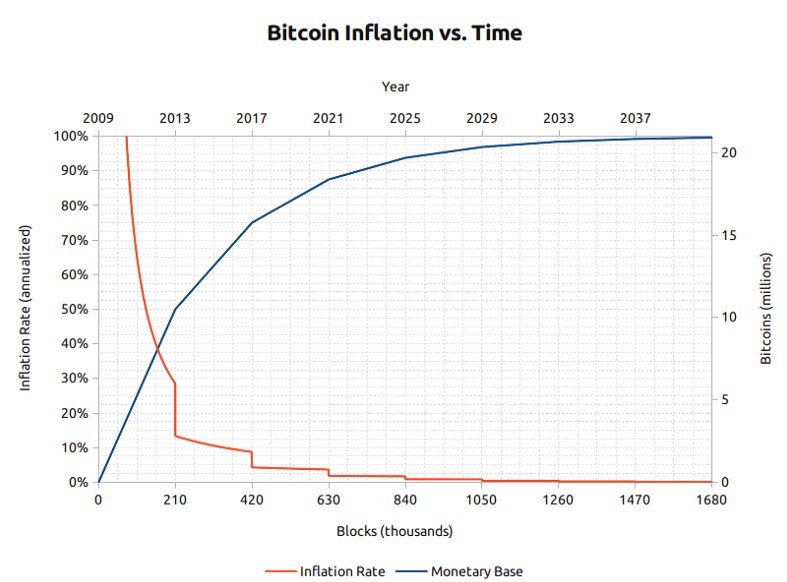 Bitcoin Inflation vs. Time
Year
2009 2013 2017 2021 2025 2029 2033 2037
100%
90%
80%
70%
60%
50%
40%
30%
20%
10%
0%
Inflation Rate (annualized)
20
15
10
5
0
Bitcoins (millions)
0 210 420 630 840 1050 1260 1470 1680
Blocks (thousands)
Inflation Rate Monetary Base